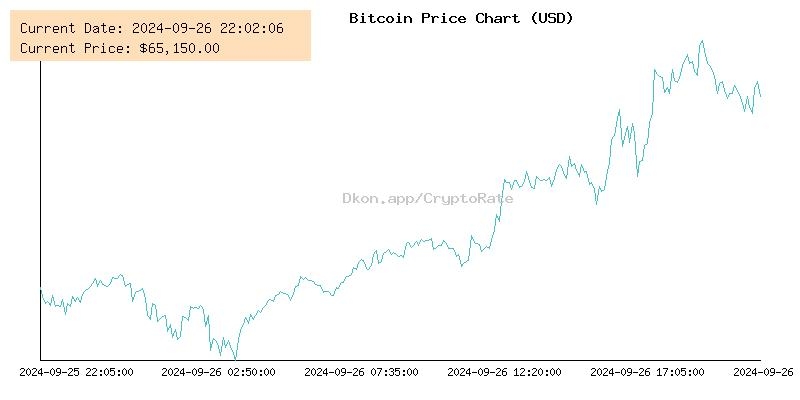 Bitcoin Price Chart (USD)
Current Date: 2024-09-26 22:02:06
Current Price: $65,150.00
Dkon.app/CryptoRate
2024-09-25 22:05:00 2024-09-26 02:50:00 2024-09-26 07:35:00 2024-09-26 12:20:00 2024-09-26 17:05:00 2024-09-26